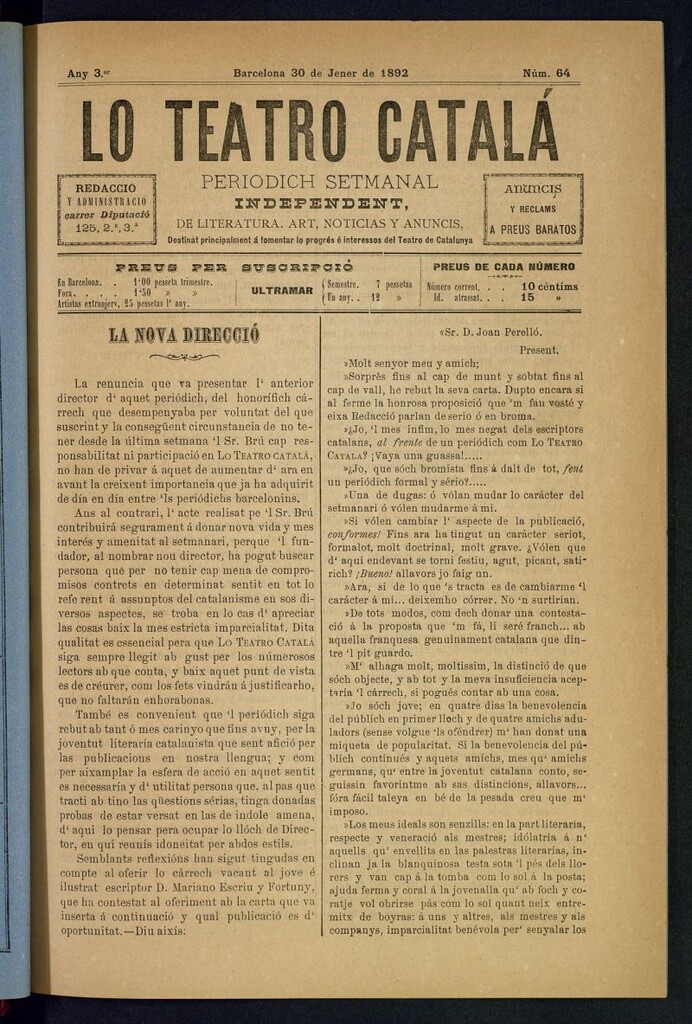 Any 3.er Barcelona 30 de Jener de 1892 Núm. 64
LO TEATRO CATALÁ
REDACCIÓ
Y ADMINISTRACIÓ
carrer Diputació
125, 2.ª, 3.ª
PERIODICH SETMANAL
INDEPENDENT,
DE LITERATURA. ART, NOTICIAS Y ANUNCIS,
Destinat principalment á fomentar lo progrés é interessos del Teatro de Catalunya
ANUNCIS
Y RECLAMS
A PREUS BARATOS
PREUS PER SUSCRIPCIÓ
En Barcelona. . 1'00 pesseta trimestre.
Fora. . . . 1'50 » »
Artistas extranjers, 25 pessetas l' any.
ULTRAMAR
Semestre. 7 pessetas
Un any. . 12 »
PREUS DE CADA NÚMERO
Número corrent. . . 10 céntims
Id. atrassat. . . 15 »
LA NOVA DIRECCIÓ
La renuncia que va presentar l' anterior
director d' aquet periódich, del honorífich cá-
rrech que desempenyaba per voluntat del que
suscrint y la consegüent circunstancia de no te-
ner desde la última setmana 'l Sr. Brú cap res-
ponsabilitat ni participació en LO TEATRO CATALÁ,
no han de privar á aquet de aumentar d' ara en
avant la creixent importancia que ja ha adquirit
de día en día entre 'ls periódichs barcelonins.
Ans al contrari, l' acte realisat pe 'l Sr. Brú
contribuirá segurament á donar nova vida y mes
interés y amenitat al setmanari, perque 'l fun-
dador, al nombrar nou director, ha pogut buscar
persona que per no tenir cap mena de compro-
misos contrets en determinat sentit en tot lo
referent á assumptos del catalanisme en sos di-
versos aspectes, se troba en lo cas d' apreciar
las cosas baix la mes estricta imparcialitat. Dita
qualitat es essencial pera que LO TEATRO CATALÁ
siga sempre llegit ab gust per los númerosos
lectors ab que conta, y baix aquet punt de vista
es de créurer, com los fets vindrán á justificarho,
que no faltarán enhorabonas.
També es convenient que 'l periódich siga
rebut ab tant ó mes carinyo que fins avuy, per la
joventut literaria catalanista que sent afició per
las publicacions en nostra llengua; y com
per aixamplar la esfera de acció en aquet sentit
es necessaria y d' utilitat persona que, al pas que
tracti ab tino las qüestions sérias, tinga donadas
probas de estar versat en las de indole amena,
d' aqui lo pensar pera ocupar lo llóch de Direc-
tor, en qui reunís idoneitat per abdós estils.
Semblants reflexións han sigut tingudas en
compte al oferir lo cárrech vacant al jove é
ilustrat escriptor D. Mariano Escriu y Fortuny,
que ha contestat al oferiment ab la carta que va
inserta á continuació y qual publicació es d'
oportunitat.—Diu aixís:
«Sr. D. Joan Perelló.
Present.
»Molt senyor meu y amich;
»Sorprès fins al cap de munt y sobtat fins al
cap de vall, he rebut la seva carta. Dupto encara si
al ferme la honrosa proposició que 'm fan vosté y
eixa Redacció parlan de serio ó en broma.
»¿Jo, 'l mes infim, lo mes negat dels escriptors
catalans, al frente de un periódich com LO TEATRO
CATALÁ? ¡Vaya una guassa!.....
»¿Jo, que sóch bromista fins á dalt de tot, fent
un periódich formal y sério?.....
»Una de dugas: ó vólan mudar lo carácter del
setmanari ó vólen mudarme á mi.
»Si vólen cambiar l' aspecte de la publicació,
conformes! Fins ara ha tingut un carácter seriot,
formalot, molt doctrinal, molt grave. ¿Vólen que
d' aqui endevant se torni festiu, agut, picant, sati-
rich? ¡Bueno! allavors jo faig un.
»Ara, si de lo que 's tracta es de cambiarme 'l
carácter á mi... deixemho córrer. No 'n surtirian.
»De tots modos, com dech donar una contesta-
ció á la proposta que 'm fá, li seré franch... ab
aquella franquesa genuinament catalana que din-
tre 'l pit guardo.
»M' alhaga molt, moltissim, la distinció de que
sóch objecte, y ab tot y la meva insuficiencia acep-
taría 'l cárrech, si pogués contar ab una cosa.
»Jo sóch jove; en quatre dias la benevolencia
del públich en primer lloch y de quatre amichs adu-
ladors (sense volgue 'ls ofénder) m' han donat una
miqueta de popularitat. Si la benevolencia del pú-
blich continués y aquets amichs, mes qu' amichs
germans, qu' entre la joventut catalana conto, se-
guissin favorintme ab sas distincions, allavors...
fóra fácil taleya en bé de la pesada creu que m'
imposo.
»Los meus ideals son senzills: en la part literaria,
respecte y veneració als mestres; idólatria á n'
aquells qu' envellits en las palestras literarias, in-
clinan ja la blanquinosa testa sota 'l pés dels llo-
rers y van cap á la tomba com lo sol á la posta;
ajuda ferma y coral á la jovenalla qu' ab foch y co-
ratje vol obrirse pás com lo sol quant neix entre-
mitx de boyras: á uns y altres, als mestres y als
companys, imparcialitat benévola per' senyalar los